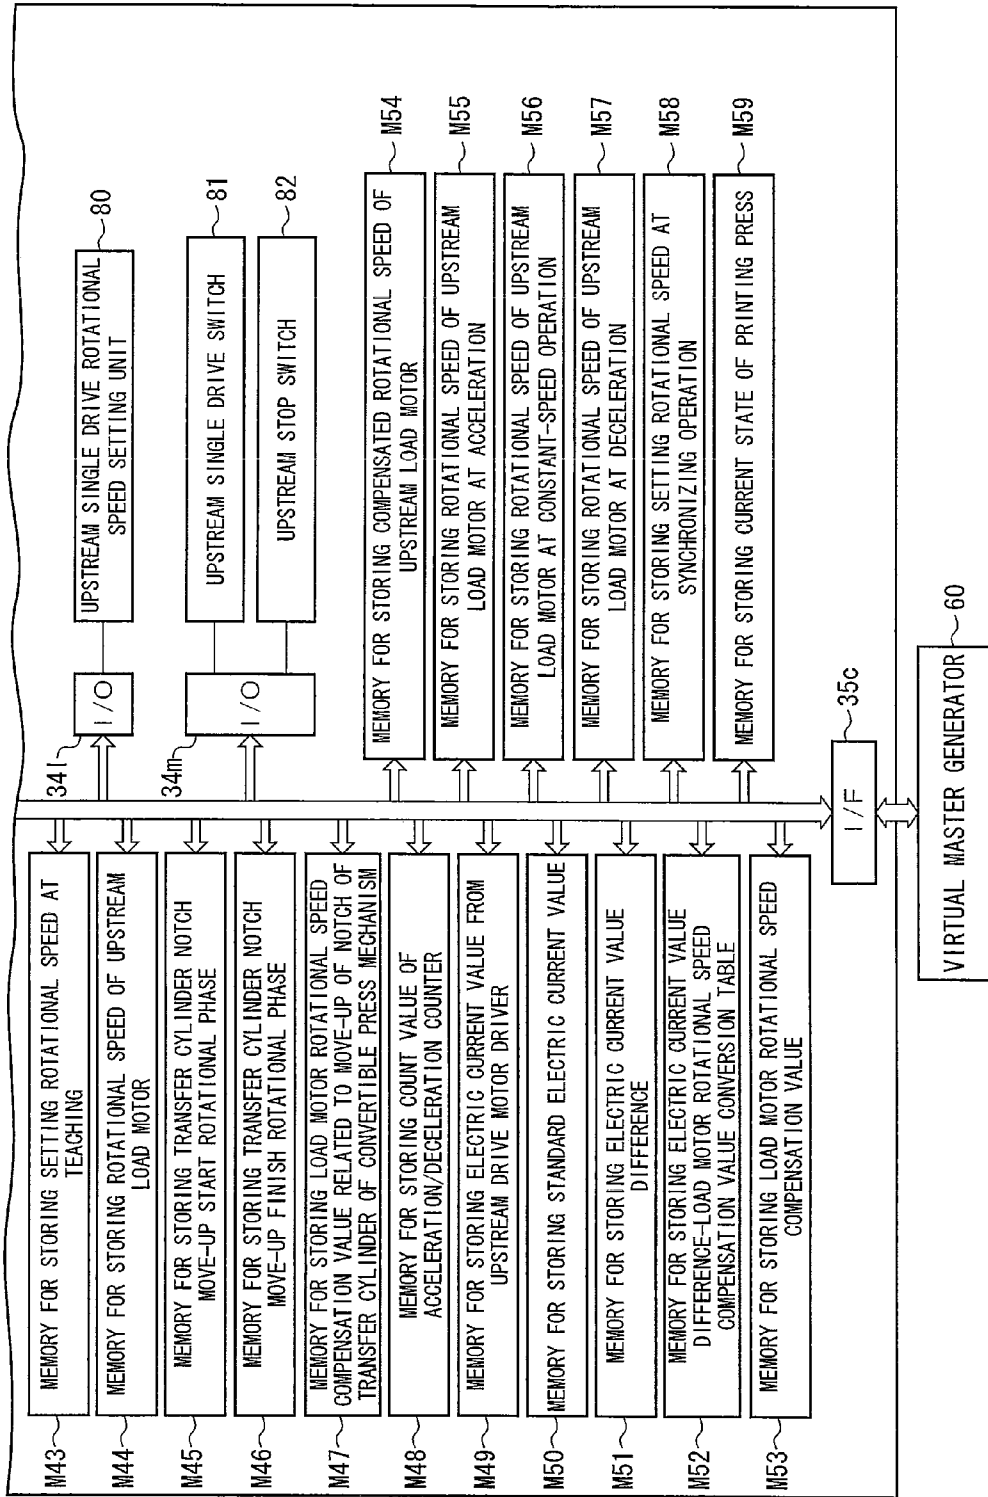 M43
MEMORY FOR STORING SETTING ROTATIONAL SPEED AT
TEACHING
M44
MEMORY FOR STORING ROTATIONAL SPEED OF UPSTREAM
LOAD MOTOR
M45
MEMORY FOR STORING TRANSFER CYLINDER NOTCH
MOVE-UP START ROTATIONAL PHASE
M46
MEMORY FOR STORING TRANSFER CYLINDER NOTCH
MOVE-UP FINISH ROTATIONAL PHASE
M47
MEMORY FOR STORING LOAD MOTOR ROTATIONAL SPEED
COMPENSATION VALUE RELATED TO MOVE-UP OF NOTCH OF
TRANSFER CYLINDER OF CONVERTIBLE PRESS MECHANISM
M48
MEMORY FOR STORING COUNT VALUE OF
ACCELERATION/DECELERATION COUNTER
M49
MEMORY FOR STORING ELECTRIC CURRENT VALUE FROM
UPSTREAM DRIVE MOTOR DRIVER
M50
MEMORY FOR STORING STANDARD ELECTRIC CURRENT VALUE
M51
MEMORY FOR STORING ELECTRIC CURRENT VALUE
DIFFERENCE
M52
MEMORY FOR STORING ELECTRIC CURRENT VALUE
DIFFERENCE-LOAD MOTOR ROTATIONAL SPEED
COMPENSATION VALUE CONVERSION TABLE
M53
MEMORY FOR STORING LOAD MOTOR ROTATIONAL SPEED
COMPENSATION VALUE
34l
I/O
UPSTREAM SINGLE DRIVE ROTATIONAL
SPEED SETTING UNIT
80
34m
I/O
UPSTREAM SINGLE DRIVE SWITCH
81
UPSTREAM STOP SWITCH
82
MEMORY FOR STORING COMPENSATED ROTATIONAL SPEED OF
UPSTREAM LOAD MOTOR
M54
MEMORY FOR STORING ROTATIONAL SPEED OF UPSTREAM
LOAD MOTOR AT ACCELERATION
M55
MEMORY FOR STORING ROTATIONAL SPEED OF UPSTREAM
LOAD MOTOR AT CONSTANT-SPEED OPERATION
M56
MEMORY FOR STORING ROTATIONAL SPEED OF UPSTREAM
LOAD MOTOR AT DECELERATION
M57
MEMORY FOR STORING SETTING ROTATIONAL SPEED AT
SYNCHRONIZING OPERATION
M58
MEMORY FOR STORING CURRENT STATE OF PRINTING PRESS
M59
I/F
35c
VIRTUAL MASTER GENERATOR
60